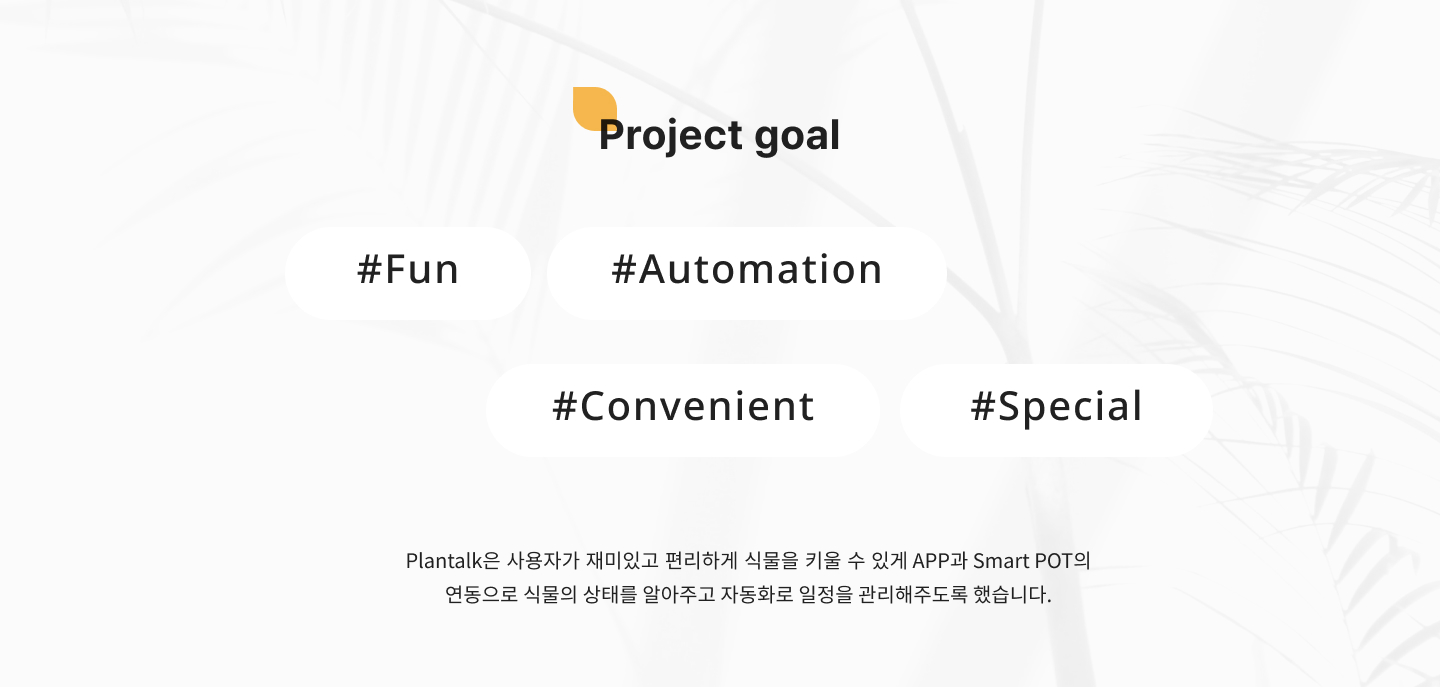 Project goal
#Fun #Automation
#Convenient #Special
Plantalk은 사용자가 재미있고 편리하게 식물을 키울 수 있게 APP과 Smart POT의
연동으로 식물의 상태를 알아주고 자동화로 일정을 관리해주도록 했습니다.